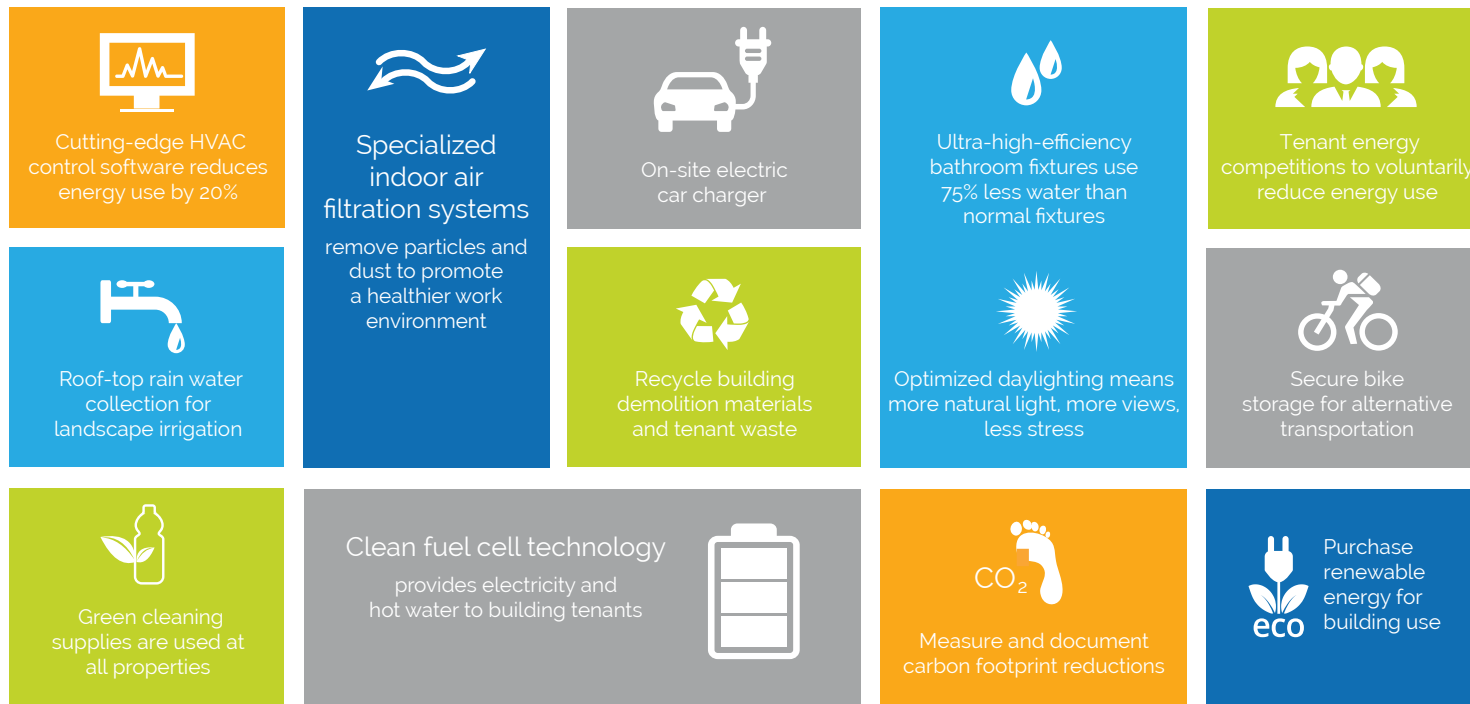 Cutting-edge HVAC
control software reduces
energy use by 20%
Specialized
indoor air
filtration systems
remove particles and
dust to promote
a healthier work
environment
On-site electric
car charger
Ultra-high-efficiency
bathroom fixtures use
75% less water than
normal fixtures
Tenant energy
competitions to voluntarily
reduce energy use
Roof-top rain water
collection for
landscape irrigation
Recycle building
demolition materials
and tenant waste
Optimized daylighting means
more natural light, more views,
less stress
Secure bike
storage for alternative
transportation
Green cleaning
supplies are used at
all properties
Clean fuel cell technology
provides electricity and
hot water to building tenants
CO2
Measure and document
carbon footprint reductions
eco
Purchase
renewable
energy for
building use